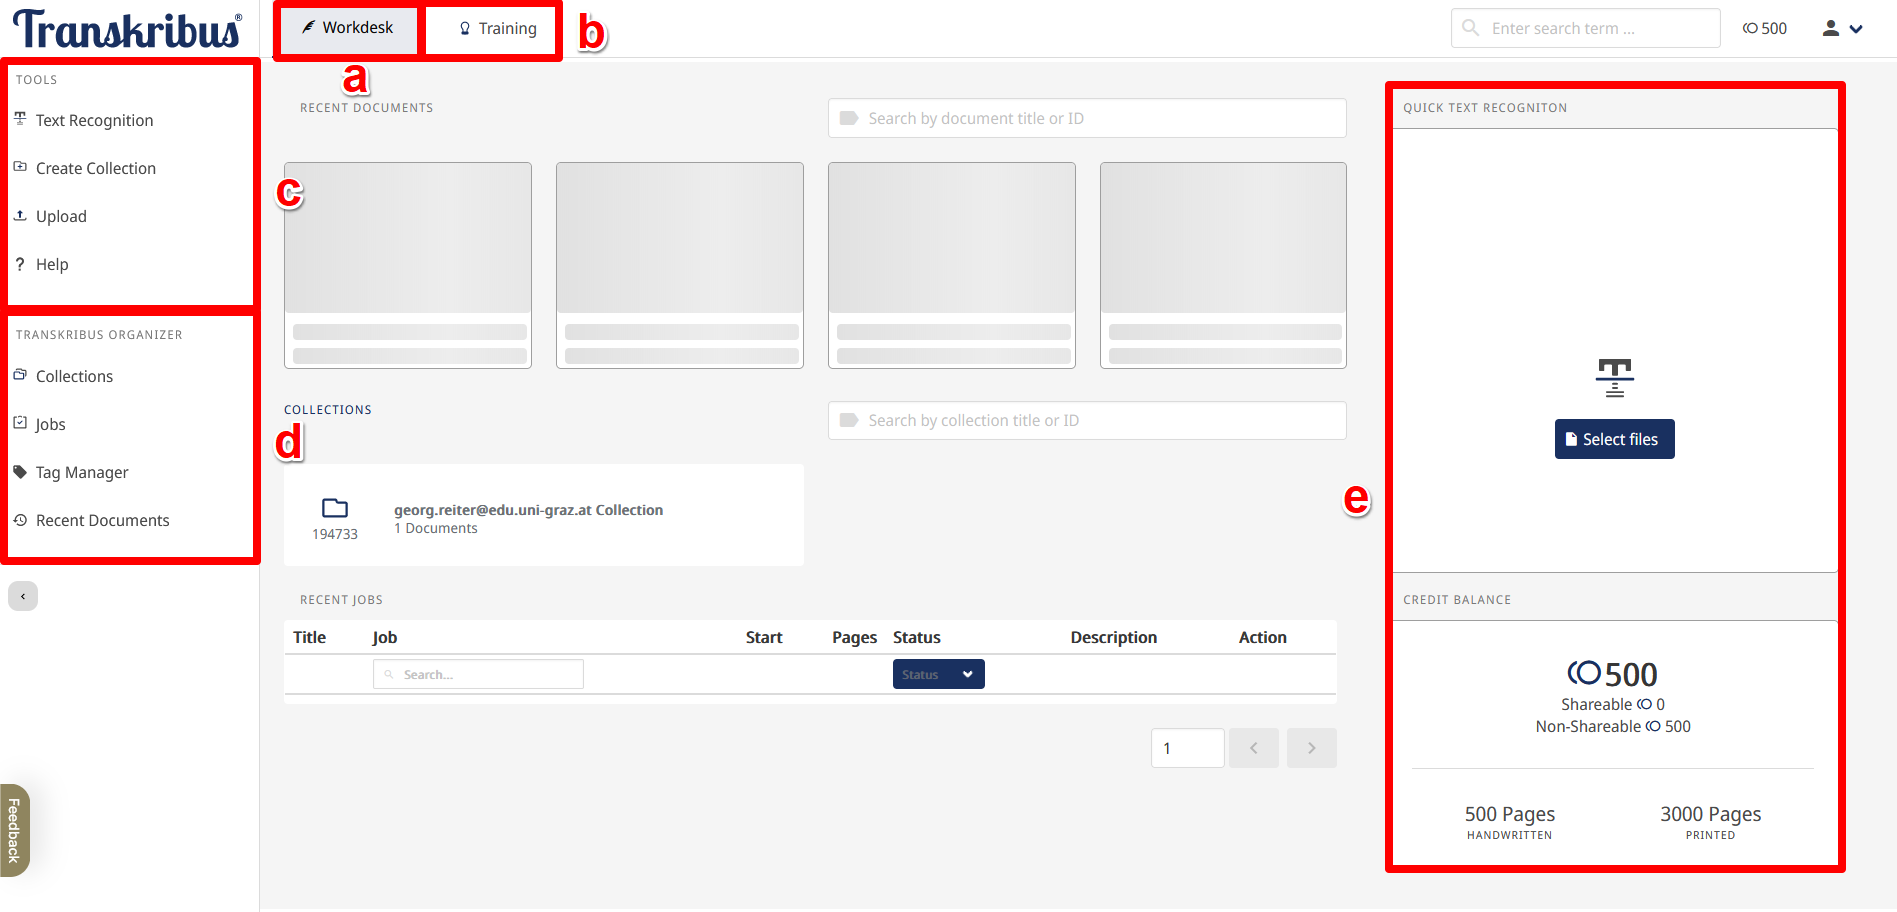 Transkribus®
Workdesk
Training
b
Enter search term ...
500
a
TOOLS
Text Recognition
Create Collection
Upload
Help
TRANSKRIBUS ORGANIZER
Collections
Jobs
Tag Manager
Recent Documents
Feedback
RECENT DOCUMENTS
Search by document title or ID
c
COLLECTIONS
Search by collection title or ID
d
194733
georg.reiter@edu.uni-graz.at Collection
1 Documents
RECENT JOBS
Title Job Start Pages Status Description Action
Search... Status
1
e
QUICK TEXT RECOGNITON
Select files
CREDIT BALANCE
500
Shareable 0
Non-Shareable 500
500 Pages
HANDWRITTEN
3000 Pages
PRINTED